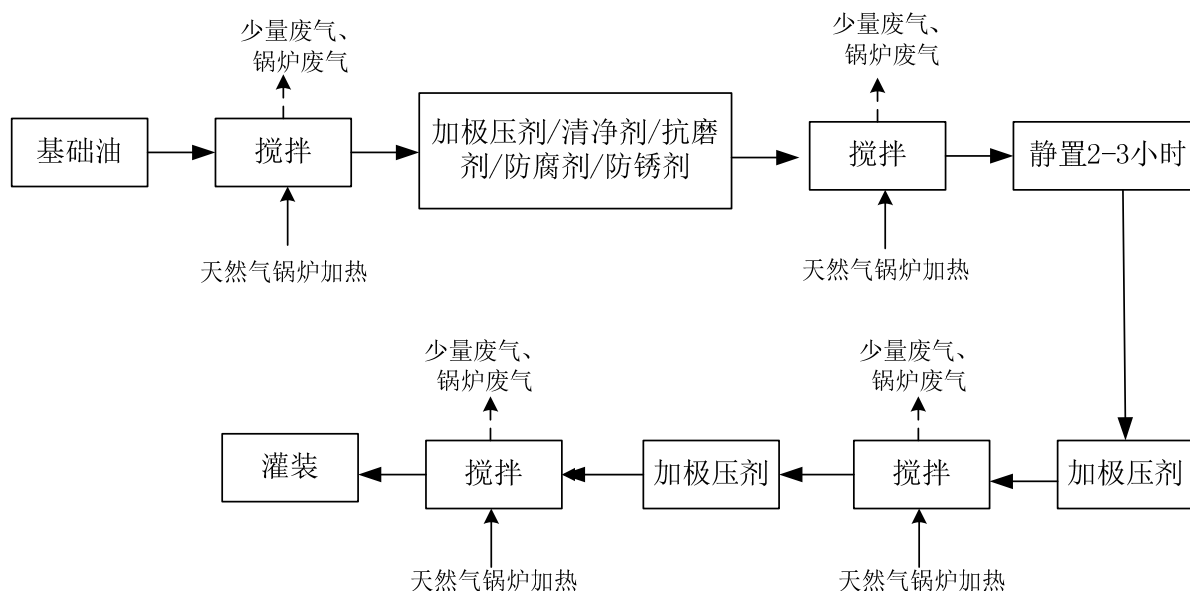 少量废气、
锅炉废气
基础油
搅拌
加极压剂/清净剂/抗磨
剂/防腐剂/防锈剂
天然气锅炉加热
少量废气、
锅炉废气
搅拌
静置2-3小时
天然气锅炉加热
少量废气、
锅炉废气
灌装
搅拌
加极压剂
天然气锅炉加热
少量废气、
锅炉废气
搅拌
加极压剂
天然气锅炉加热